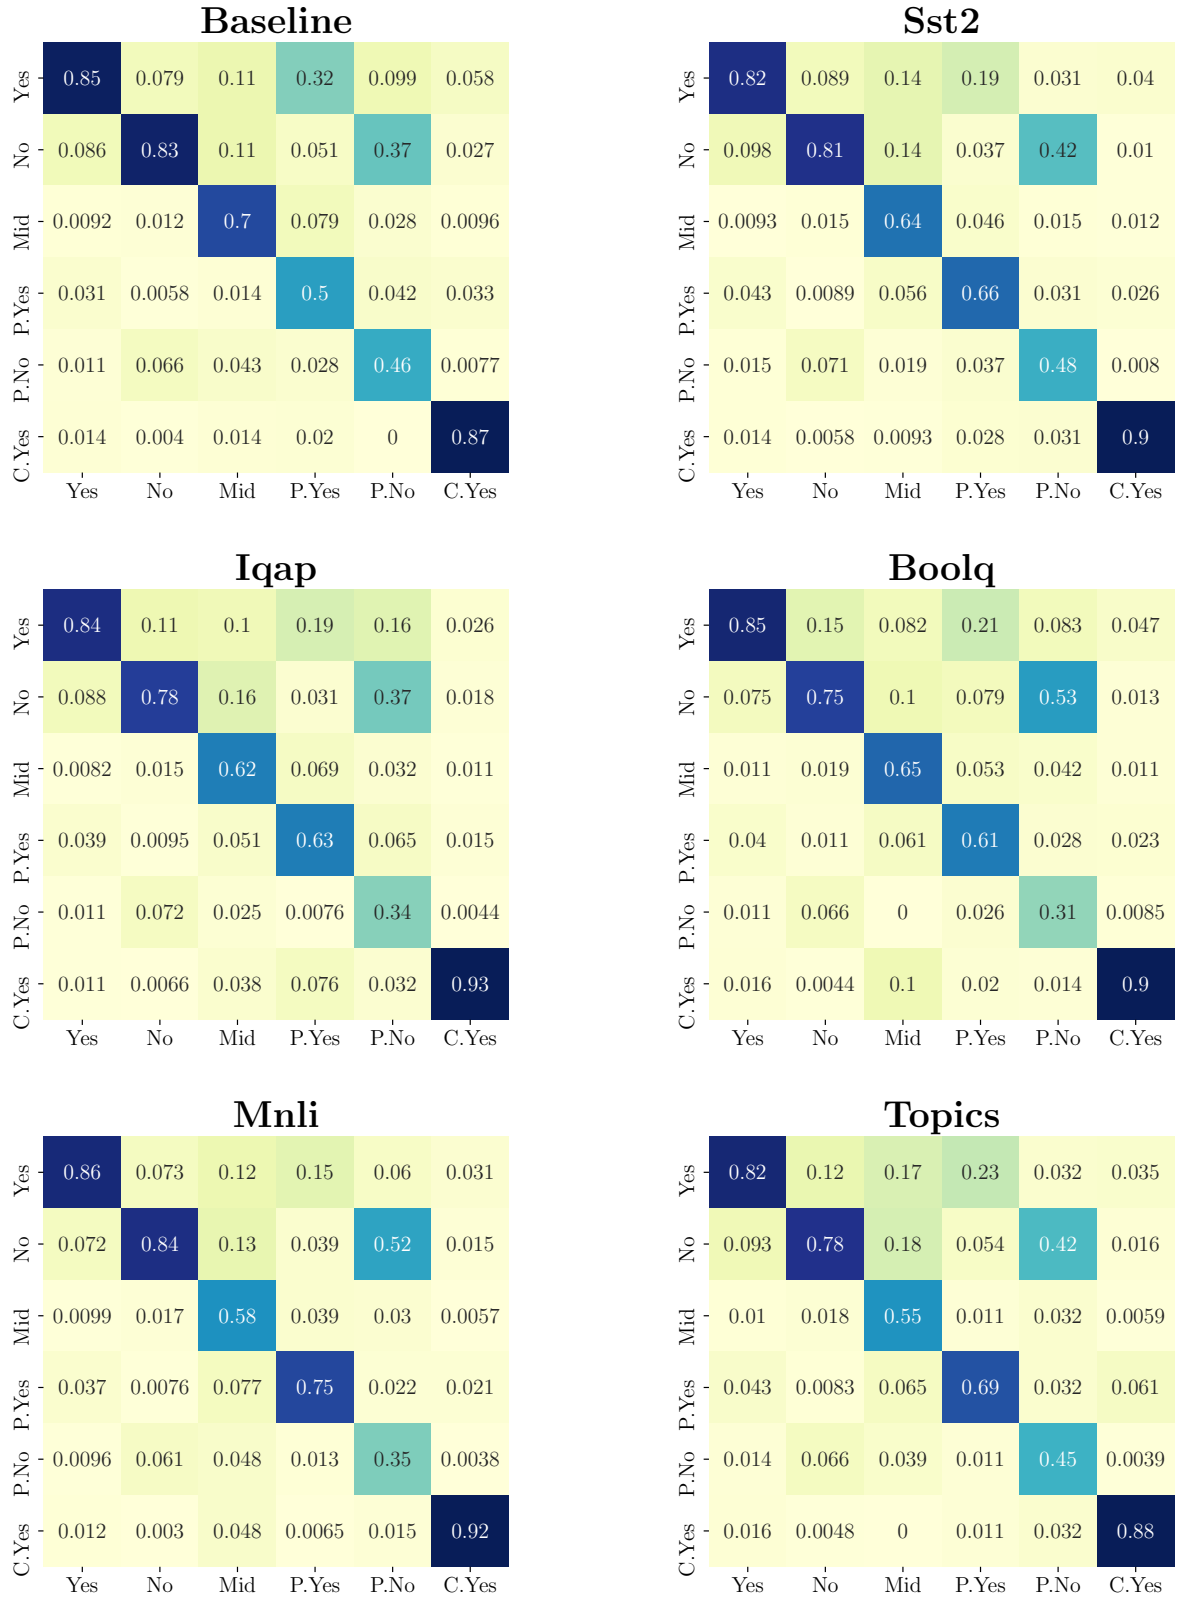 Baseline Sst2
Yes 0.85 0.079 0.11 0.32 0.099 0.058 Yes 0.82 0.089 0.14 0.19 0.031 0.04
No 0.086 0.83 0.11 0.051 0.37 0.027 No 0.098 0.81 0.14 0.037 0.42 0.01
Mid 0.0092 0.012 0.7 0.079 0.028 0.0096 Mid 0.0093 0.015 0.64 0.046 0.015 0.012
P.Yes 0.031 0.0058 0.014 0.5 0.042 0.033 P.Yes 0.043 0.0089 0.056 0.66 0.031 0.026
P.No 0.011 0.066 0.043 0.028 0.46 0.0077 P.No 0.015 0.071 0.019 0.037 0.48 0.008
C.Yes 0.014 0.004 0.014 0.02 0 0.87 C.Yes 0.014 0.0058 0.0093 0.028 0.031 0.9
Yes No Mid P.Yes P.No C.Yes Yes No Mid P.Yes P.No C.Yes
Iqap Boolq
Yes 0.84 0.11 0.1 0.19 0.16 0.026 Yes 0.85 0.15 0.082 0.21 0.083 0.047
No 0.088 0.78 0.16 0.031 0.37 0.018 No 0.075 0.75 0.1 0.079 0.53 0.013
Mid 0.0082 0.015 0.62 0.069 0.032 0.011 Mid 0.011 0.019 0.65 0.053 0.042 0.011
P.Yes 0.039 0.0095 0.051 0.63 0.065 0.015 P.Yes 0.04 0.011 0.061 0.61 0.028 0.023
P.No 0.011 0.072 0.025 0.0076 0.34 0.0044 P.No 0.011 0.066 0 0.026 0.31 0.0085
C.Yes 0.011 0.0066 0.038 0.076 0.032 0.93 C.Yes 0.016 0.0044 0.1 0.02 0.014 0.9
Yes No Mid P.Yes P.No C.Yes Yes No Mid P.Yes P.No C.Yes
Mnli Topics
Yes 0.86 0.073 0.12 0.15 0.06 0.031 Yes 0.82 0.12 0.17 0.23 0.032 0.035
No 0.072 0.84 0.13 0.039 0.52 0.015 No 0.093 0.78 0.18 0.054 0.42 0.016
Mid 0.0099 0.017 0.58 0.039 0.03 0.0057 Mid 0.01 0.018 0.55 0.011 0.032 0.0059
P.Yes 0.037 0.0076 0.077 0.75 0.022 0.021 P.Yes 0.043 0.0083 0.065 0.69 0.032 0.061
P.No 0.0096 0.061 0.048 0.013 0.35 0.0038 P.No 0.014 0.066 0.039 0.011 0.45 0.0039
C.Yes 0.012 0.003 0.048 0.0065 0.015 0.92 C.Yes 0.016 0.0048 0 0.011 0.032 0.88
Yes No Mid P.Yes P.No C.Yes Yes No Mid P.Yes P.No C.Yes